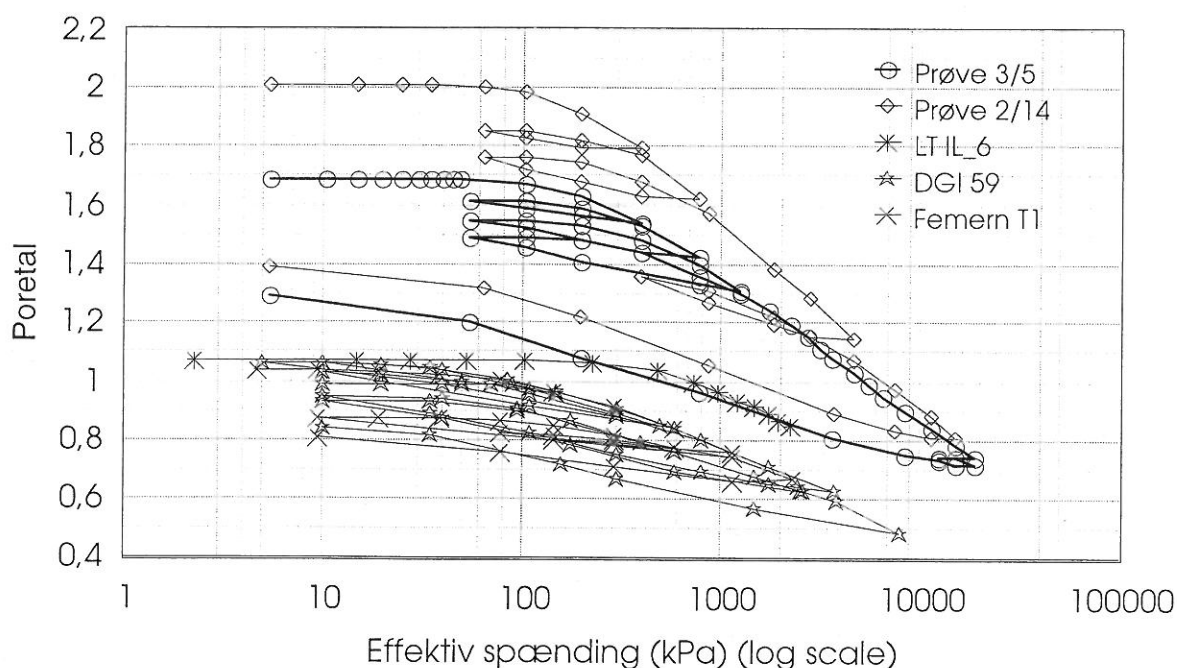 2,2
2
1,8
1,6
1,4
1,2
1
0,8
0,6
0,4
Poretal
Prøve 3/5
Prøve 2/14
LT IL_6
DGI 59
Femern T1
1
10
100
1000
10000
100000
Effektiv spænding (kPa) (log scale)